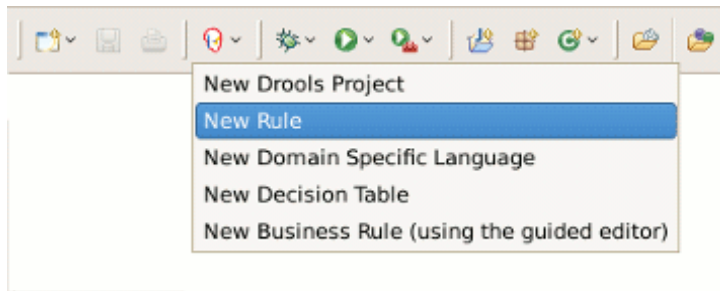 New Drools Project
New Rule
New Domain Specific Language
New Decision Table
New Business Rule (using the guided editor)